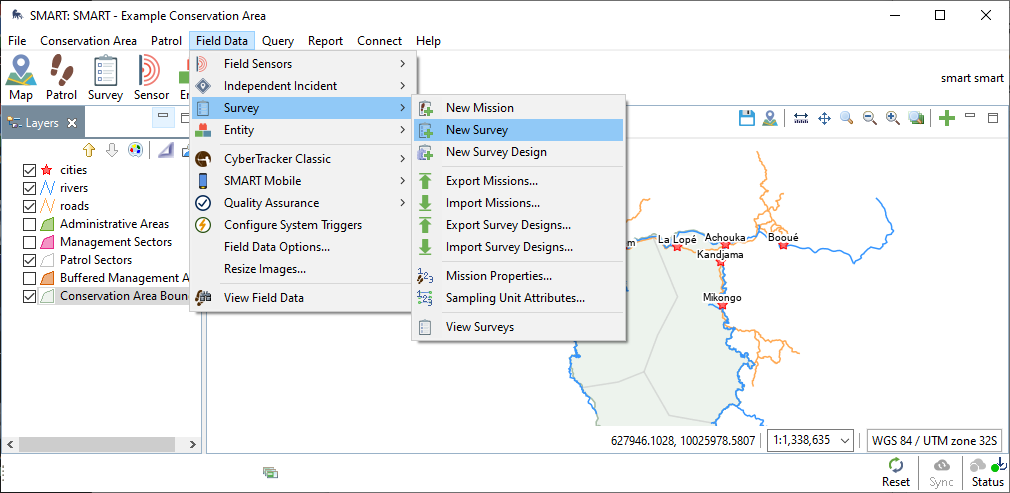 SMART: SMART - Example Conservation Area
File Conservation Area Patrol Field Data Query Report Connect Help
Map Patrol Survey Sensor
smart smart
Layers
cities
rivers
roads
Administrative Areas
Management Sectors
Patrol Sectors
Buffered Management A
Conservation Area Boun
Field Sensors
Independent Incident
Survey
Entity
CyberTracker Classic
SMART Mobile
Quality Assurance
Configure System Triggers
Field Data Options...
Resize Images...
View Field Data
New Mission
New Survey
New Survey Design
Export Missions...
Import Missions...
Export Survey Designs...
Import Survey Designs...
Mission Properties...
Sampling Unit Attributes...
View Surveys
La Lopé Achouka Booué
Kandjama
Mikongo
627946.1028, 10025978.5807 1:1,338,635 WGS 84 / UTM zone 32S
Reset Sync Status